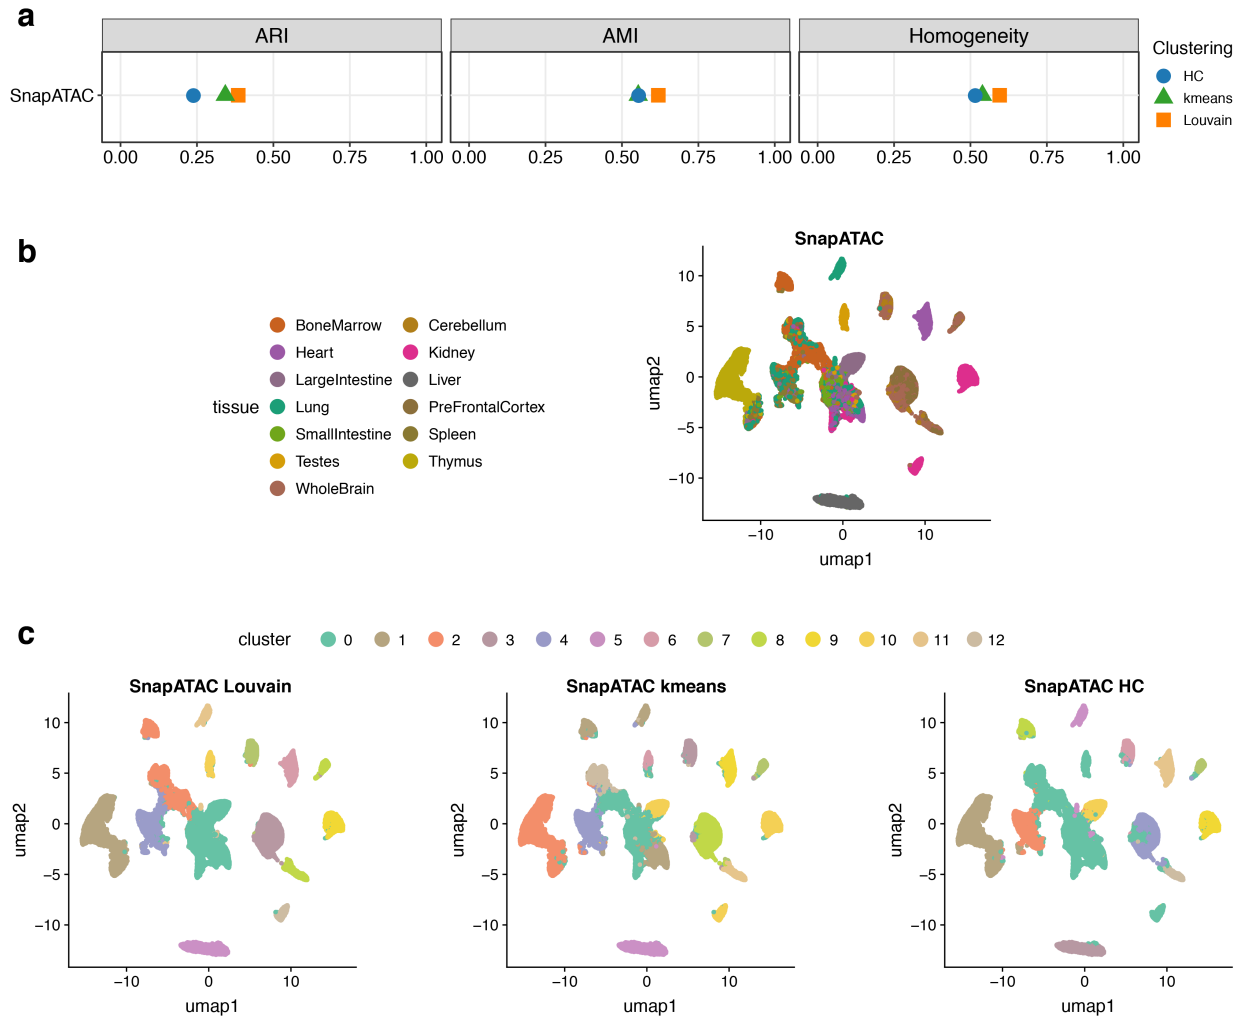 a
ARI
AMI
Homogeneity
SnapATAC
0.00 0.25 0.50 0.75 1.00
0.00 0.25 0.50 0.75 1.00
0.00 0.25 0.50 0.75 1.00
Clustering
HC
kmeans
Louvain
b
tissue
BoneMarrow
Heart
LargeIntestine
Lung
SmallIntestine
Testes
WholeBrain
Cerebellum
Kidney
Liver
PreFrontalCortex
Spleen
Thymus
SnapATAC
umap2
10
5
0
−5
−10
−10 0 10
umap1
c
cluster 0 1 2 3 4 5 6 7 8 9 10 11 12
SnapATAC Louvain
umap2
10
5
0
−5
−10
−10 0 10
umap1
SnapATAC kmeans
umap2
10
5
0
−5
−10
−10 0 10
umap1
SnapATAC HC
umap2
10
5
0
−5
−10
−10 0 10
umap1